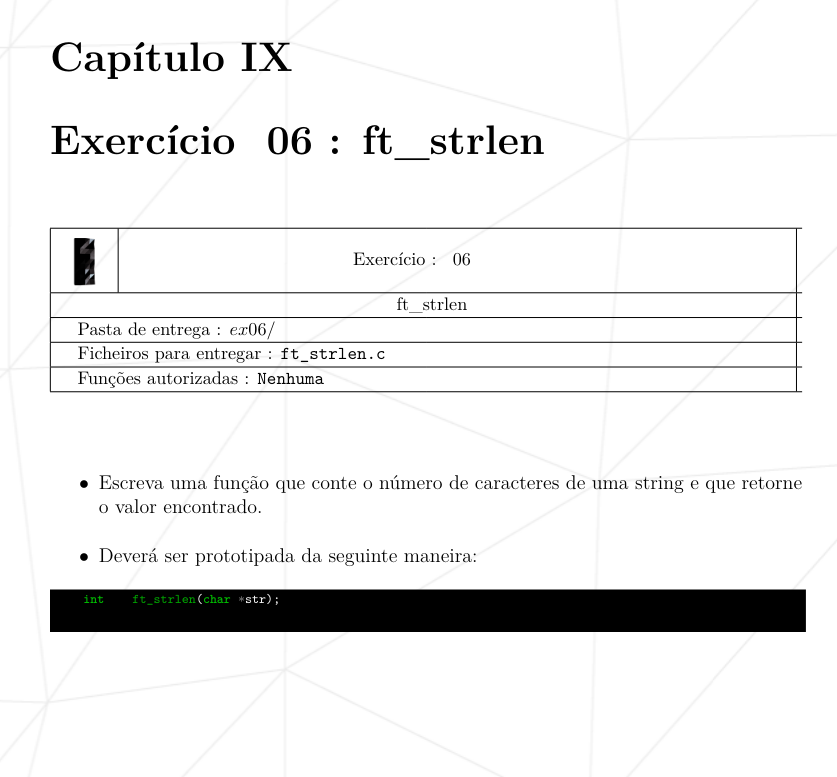 Capítulo IX
Exercício 06 : ft_strlen
Exercício : 06
ft_strlen
Pasta de entrega : ex06/
Ficheiros para entregar : ft_strlen.c
Funções autorizadas : Nenhuma
• Escreva uma função que conte o número de caracteres de uma string e que retorne
o valor encontrado.
• Deverá ser prototipada da seguinte maneira:
int ft_strlen(char *str);